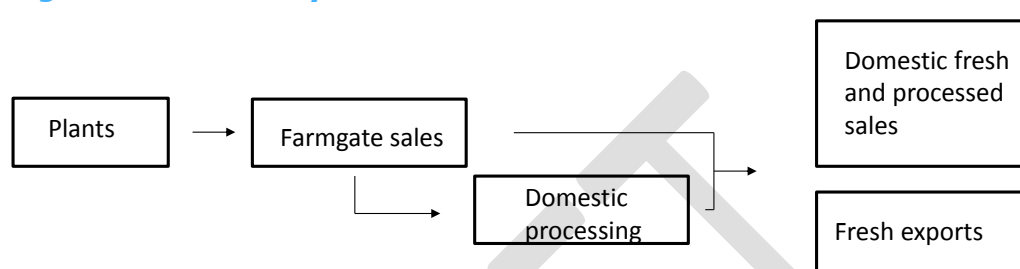 Plants
Farmgate sales
Domestic
processing
Domestic fresh
and processed
sales
Fresh exports